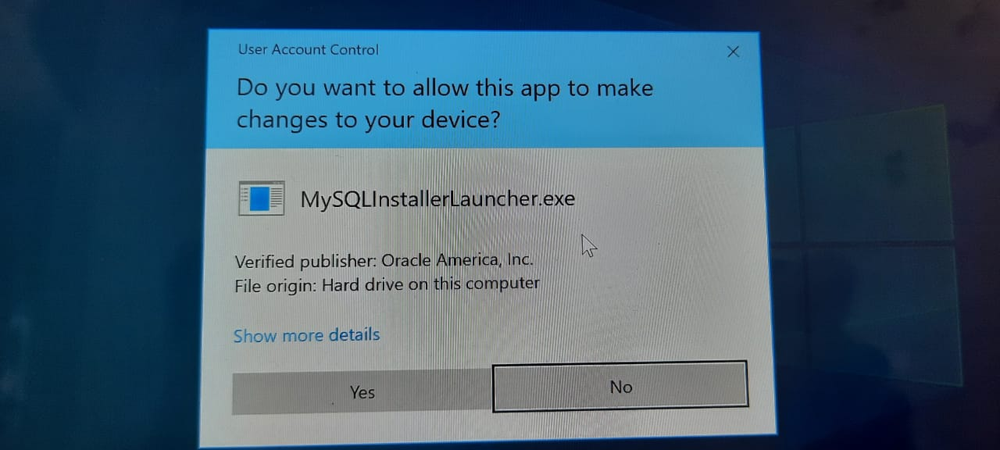 User Account Control
Do you want to allow this app to make
changes to your device?
MySQLInstallerLauncher.exe
Verified publisher: Oracle America, Inc.
File origin: Hard drive on this computer
Show more details
Yes
No